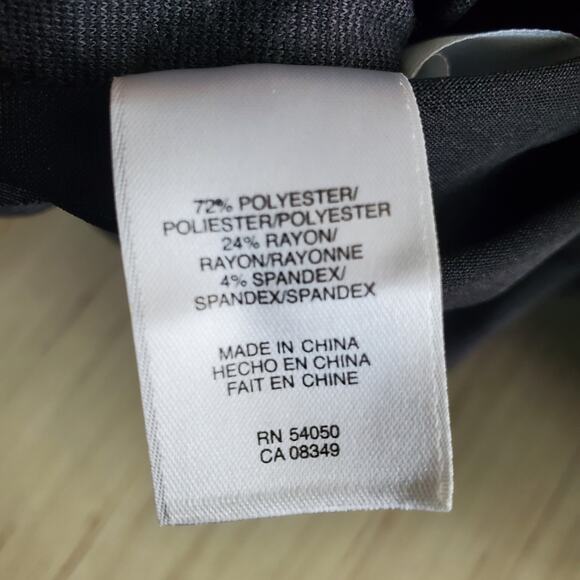 72% POLYESTER/
POLIESTER/POLYESTER
24% RAYON/
RAYON/RAYONNE
4% SPANDEX/
SPANDEX/SPANDEX
MADE IN CHINA
HECHO EN CHINA
FAIT EN CHINE
RN 54050
CA 08349